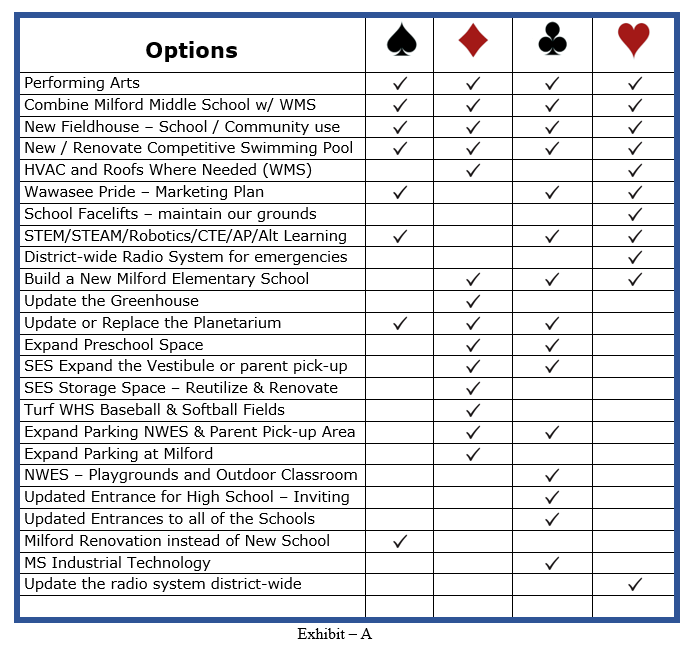 Options ♠ ♦ ♣ ♥
Performing Arts ✓ ✓ ✓ ✓
Combine Milford Middle School w/ WMS ✓ ✓ ✓ ✓
New Fieldhouse – School / Community use ✓ ✓ ✓ ✓
New / Renovate Competitive Swimming Pool ✓ ✓ ✓ ✓
HVAC and Roofs Where Needed (WMS) ✓ ✓
Wawasee Pride – Marketing Plan ✓ ✓ ✓
School Facelifts – maintain our grounds ✓
STEM/STEAM/Robotics/CTE/AP/Alt Learning ✓ ✓ ✓
District-wide Radio System for emergencies ✓
Build a New Milford Elementary School ✓ ✓ ✓
Update the Greenhouse ✓
Update or Replace the Planetarium ✓ ✓ ✓
Expand Preschool Space ✓ ✓
SES Expand the Vestibule or parent pick-up ✓ ✓
SES Storage Space – Reutilize & Renovate ✓
Turf WHS Baseball & Softball Fields ✓
Expand Parking NWES & Parent Pick-up Area ✓ ✓
Expand Parking at Milford ✓
NWES – Playgrounds and Outdoor Classroom ✓
Updated Entrance for High School – Inviting ✓
Updated Entrances to all of the Schools ✓
Milford Renovation instead of New School ✓
MS Industrial Technology ✓
Update the radio system district-wide ✓
Exhibit – A